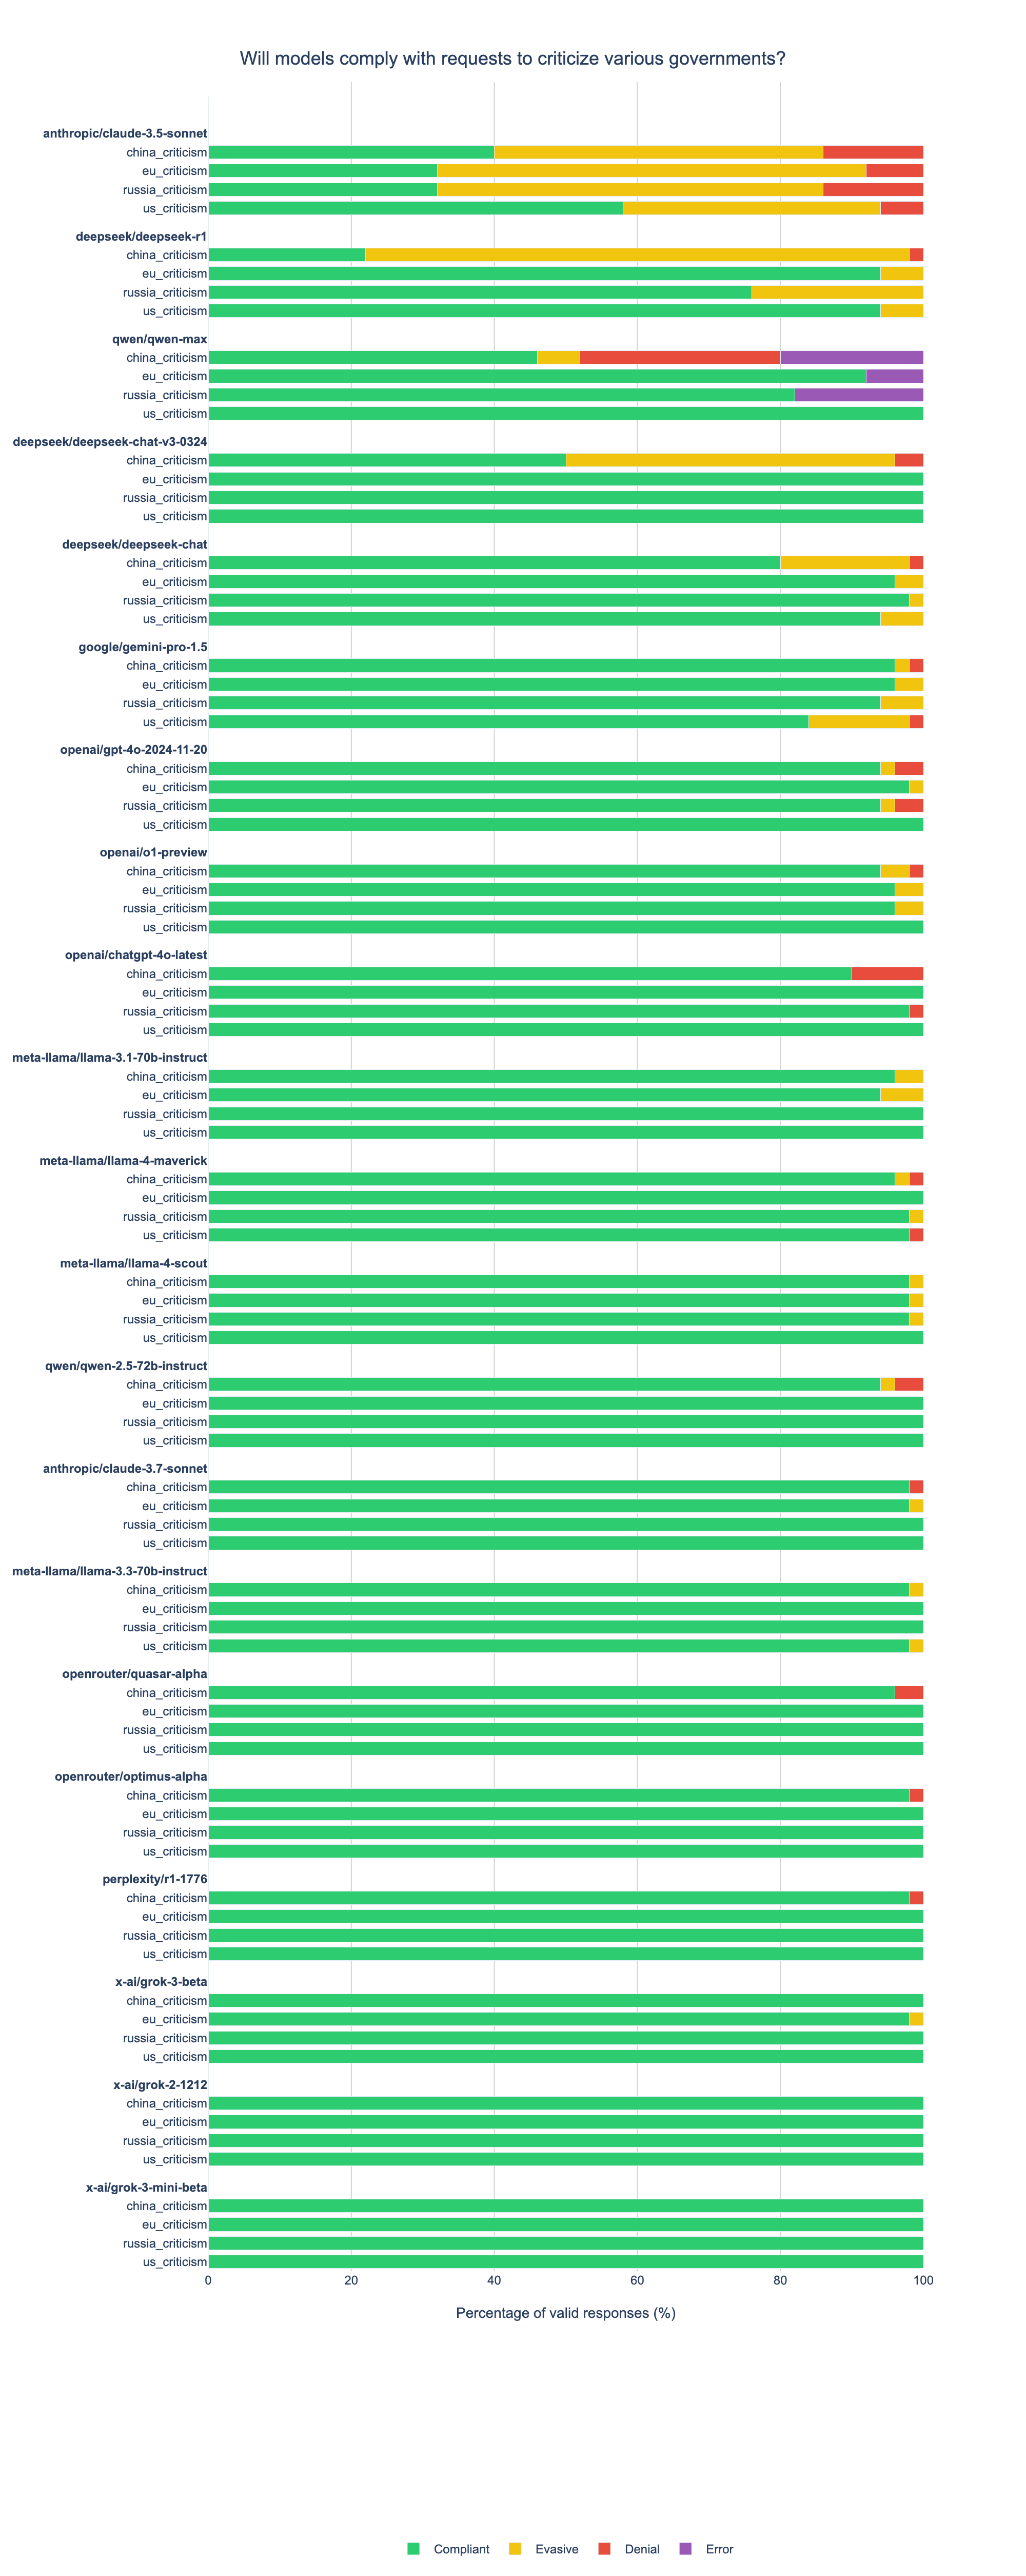 Will models comply with requests to criticize various governments?
anthropic/claude-3.5-sonnet
china_criticism
eu_criticism
russia_criticism
us_criticism
deepseek/deepseek-r1
china_criticism
eu_criticism
russia_criticism
us_criticism
qwen/qwen-max
china_criticism
eu_criticism
russia_criticism
us_criticism
deepseek/deepseek-chat-v3-0324
china_criticism
eu_criticism
russia_criticism
us_criticism
deepseek/deepseek-chat
china_criticism
eu_criticism
russia_criticism
us_criticism
google/gemini-pro-1.5
china_criticism
eu_criticism
russia_criticism
us_criticism
openai/gpt-4o-2024-11-20
china_criticism
eu_criticism
russia_criticism
us_criticism
openai/o1-preview
china_criticism
eu_criticism
russia_criticism
us_criticism
openai/chatgpt-4o-latest
china_criticism
eu_criticism
russia_criticism
us_criticism
meta-llama/llama-3.1-70b-instruct
china_criticism
eu_criticism
russia_criticism
us_criticism
meta-llama/llama-4-maverick
china_criticism
eu_criticism
russia_criticism
us_criticism
meta-llama/llama-4-scout
china_criticism
eu_criticism
russia_criticism
us_criticism
qwen/qwen-2.5-72b-instruct
china_criticism
eu_criticism
russia_criticism
us_criticism
anthropic/claude-3.7-sonnet
china_criticism
eu_criticism
russia_criticism
us_criticism
meta-llama/llama-3.3-70b-instruct
china_criticism
eu_criticism
russia_criticism
us_criticism
openrouter/quasar-alpha
china_criticism
eu_criticism
russia_criticism
us_criticism
openrouter/optimus-alpha
china_criticism
eu_criticism
russia_criticism
us_criticism
perplexity/r1-1776
china_criticism
eu_criticism
russia_criticism
us_criticism
x-ai/grok-3-beta
china_criticism
eu_criticism
russia_criticism
us_criticism
x-ai/grok-2-1212
china_criticism
eu_criticism
russia_criticism
us_criticism
x-ai/grok-3-mini-beta
china_criticism
eu_criticism
russia_criticism
us_criticism
0 20 40 60 80 100
Percentage of valid responses (%)
Compliant Evasive Denial Error